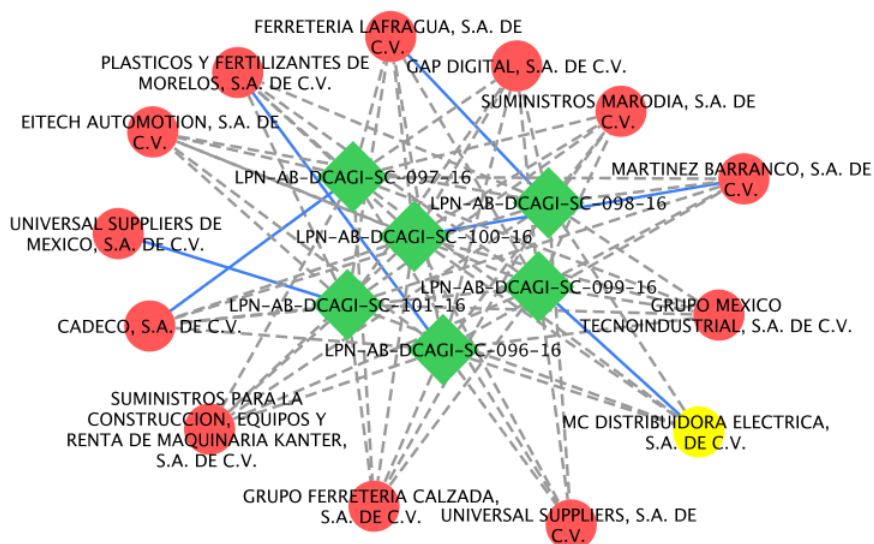 FERRETERIA LAFRAGUA, S.A. DE
C.V.
PLASTICOS Y FERTILIZANTES DE
MORELOS, S.A. DE C.V.
GAP DIGITAL, S.A. DE C.V.
SUMINISTROS MARODIA, S.A. DE
C.V.
EITECH AUTOMOTION, S.A. DE
C.V.
MARTINEZ BARRANCO, S.A. DE
C.V.
LPN-AB-DCAGI-SC-097-16
LPN-AB-DCAGI-SC-098-16
UNIVERSAL SUPPLIERS DE
MEXICO, S.A. DE C.V.
LPN-AB-DCAGI-SC-100-16
LPN-AB-DCAGI-SC-099-16
LPN-AB-DCAGI-SC-101-16
GRUPO MEXICO
TECNOINDUSTRIAL, S.A. DE C.V.
CADECO, S.A. DE C.V.
LPN-AB-DCAGI-SC-096-16
SUMINISTROS PARA LA
CONSTRUCCION, EQUIPOS Y
RENTA DE MAQUINARIA KANTER,
S.A. DE C.V.
MC DISTRIBUIDORA ELECTRICA,
S.A. DE C.V.
GRUPO FERRETERIA CALZADA,
S.A. DE C.V.
UNIVERSAL SUPPLIERS, S.A. DE
C.V.